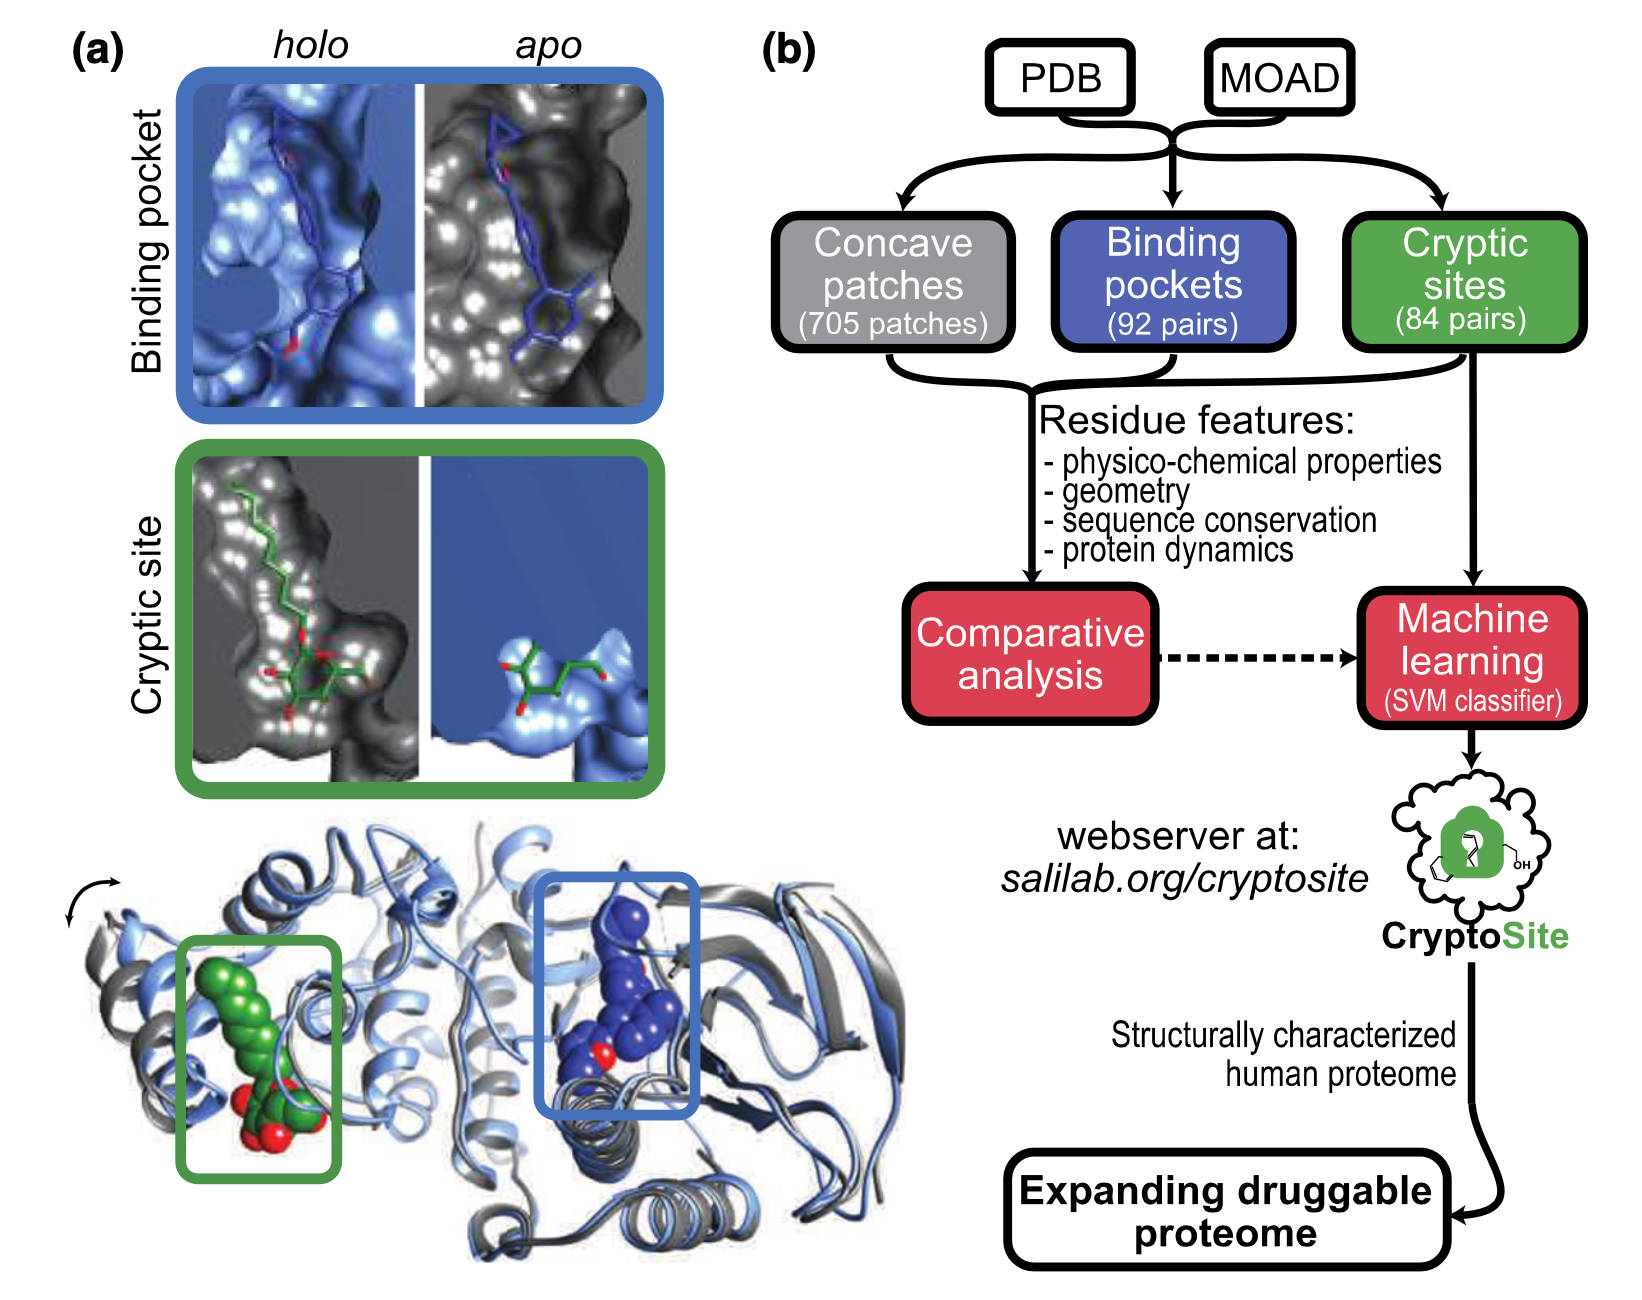 (a)
holo
apo
Binding pocket
Cryptic site
(b)
PDB
MOAD
Concave
patches
(705 patches)
Binding
pockets
(92 pairs)
Cryptic
sites
(84 pairs)
Residue features:
- physico-chemical properties
- geometry
- sequence conservation
- protein dynamics
Comparative
analysis
Machine
learning
(SVM classifier)
webserver at:
salilab.org/cryptosite
OH
CryptoSite
Structurally characterized
human proteome
Expanding druggable
proteome